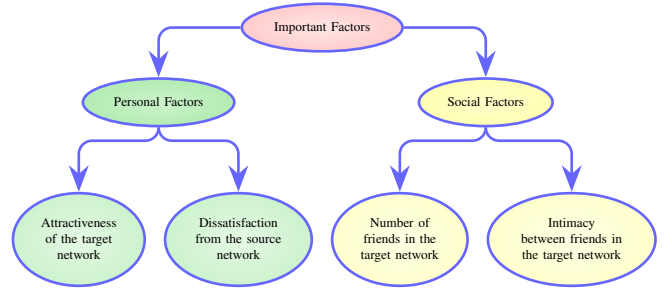 Important Factors
Personal Factors
Social Factors
Attractiveness
of the target
network
Dissatisfaction
from the source
network
Number of
friends in the
target network
Intimacy
between friends in
the target network